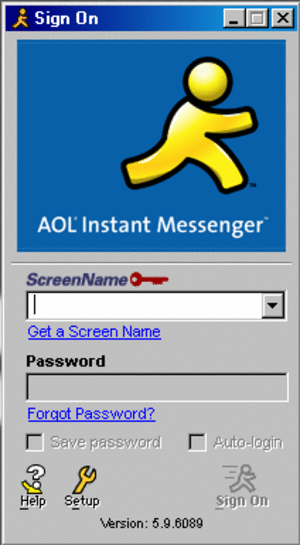 Sign On
AOL® Instant Messenger™
ScreenName
Get a Screen Name
Password
Forgot Password?
Save password Auto-login
Help Setup Sign On
Version: 5.9.6089